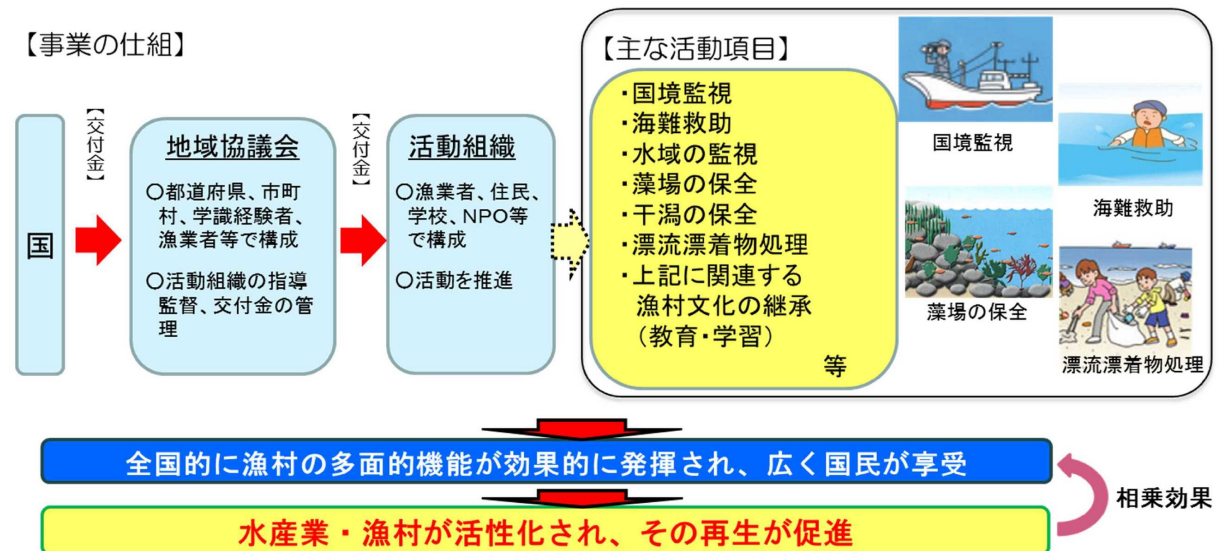 【事業の仕組】
国
【交付金】
地域協議会
○都道府県、市町
村、学識経験者、
漁業者等で構成
○活動組織の指導
監督、交付金の管
理
【交付金】
活動組織
○漁業者、住民、
学校、NPO等
で構成
○活動を推進
【主な活動項目】
・国境監視
・海難救助
・水域の監視
・藻場の保全
・干潟の保全
・漂流漂着物処理
・上記に関連する
漁村文化の継承
（教育・学習）
等
国境監視
海難救助
藻場の保全
漂流漂着物処理
全国的に漁村の多面的機能が効果的に発揮され、広く国民が享受
水産業・漁村が活性化され、その再生が促進
相乗効果